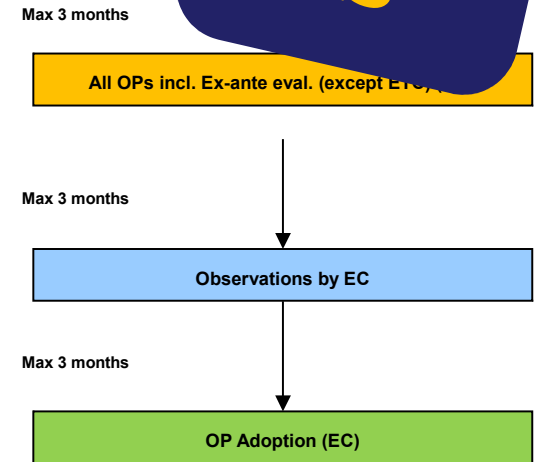 Max 3 months
All OPs incl. Ex-ante eval. (except ETC) (
Max 3 months
Observations by EC
Max 3 months
OP Adoption (EC)